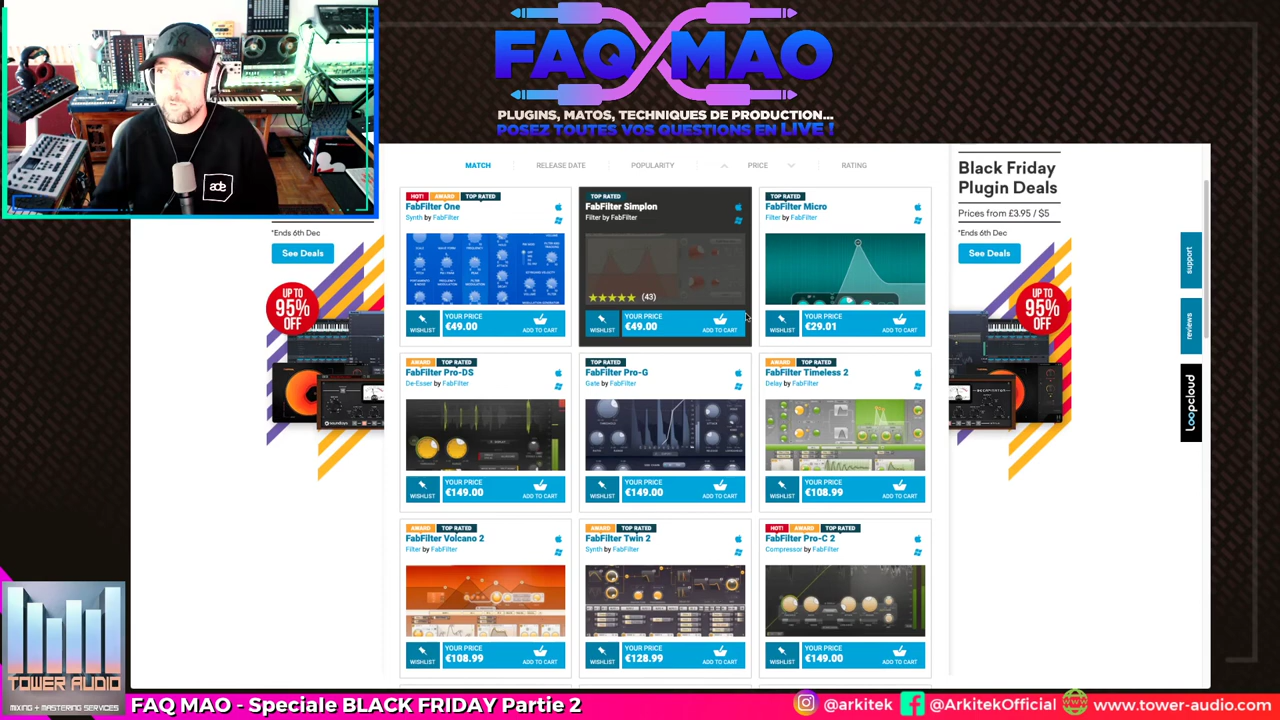 FAQ MAO
PLUGINS, MATOS, TECHNIQUES DE PRODUCTION...
POSEZ TOUTES VOS QUESTIONS EN LIVE !
ade
MATCH
RELEASE DATE
POPULARITY
PRICE
RATING
*Ends 6th Dec
See Deals
UP TO
95%
OFF
HOT! AWARD TOP RATED
FabFilter One
Synth by FabFilter
WISHLIST
YOUR PRICE
€49.00
ADD TO CART
TOP RATED
FabFilter Simplon
Filter by FabFilter
(43)
WISHLIST
YOUR PRICE
€49.00
ADD TO CART
TOP RATED
FabFilter Micro
Filter by FabFilter
WISHLIST
YOUR PRICE
€29.01
ADD TO CART
AWARD TOP RATED
FabFilter Pro-DS
De-Esser by FabFilter
WISHLIST
YOUR PRICE
€149.00
ADD TO CART
TOP RATED
FabFilter Pro-G
Gate by FabFilter
WISHLIST
YOUR PRICE
€149.00
ADD TO CART
AWARD TOP RATED
FabFilter Timeless 2
Delay by FabFilter
WISHLIST
YOUR PRICE
€108.99
ADD TO CART
AWARD TOP RATED
FabFilter Volcano 2
Filter by FabFilter
WISHLIST
YOUR PRICE
€108.99
ADD TO CART
AWARD TOP RATED
FabFilter Twin 2
Synth by FabFilter
WISHLIST
YOUR PRICE
€128.99
ADD TO CART
HOT! AWARD TOP RATED
FabFilter Pro-C 2
Compressor by FabFilter
WISHLIST
YOUR PRICE
€149.00
ADD TO CART
Black Friday
Plugin Deals
Prices from £3.95 / $5
*Ends 6th Dec
See Deals
UP TO
95%
OFF
support
reviews
Loopcloud
TOWER AUDIO
MIXING + MASTERING SERVICES
FAQ MAO - Speciale BLACK FRIDAY Partie 2
@arkitek
@ArkitekOfficial
www.tower-audio.com